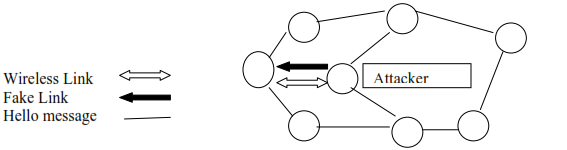 Wireless Link
Fake Link
Hello message
Attacker